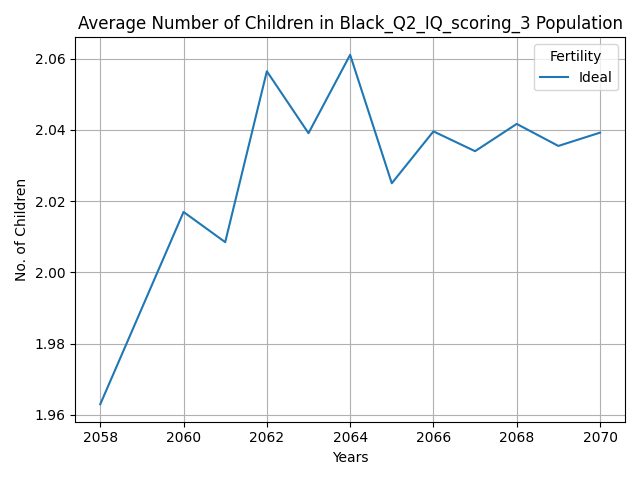 Average Number of Children in Black_Q2_IQ_scoring_3 Population
Fertility
Ideal
2.06
2.04
2.02
2.00
1.98
1.96
No. of Children
2058 2060 2062 2064 2066 2068 2070
Years